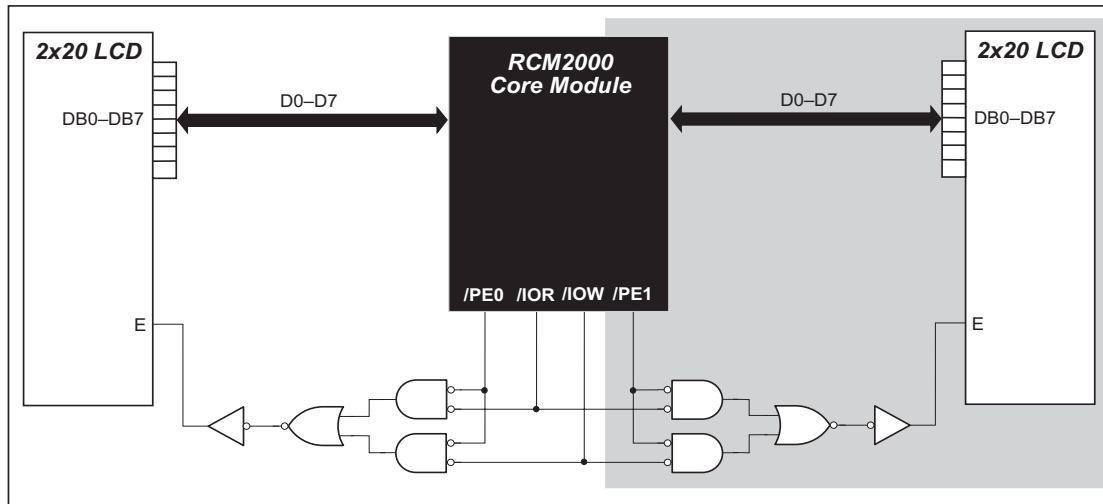 2x20 LCD
RCM2000
Core Module
2x20 LCD
D0–D7
D0–D7
DB0–DB7
DB0–DB7
/PE0 /IOR /IOW /PE1
E
E